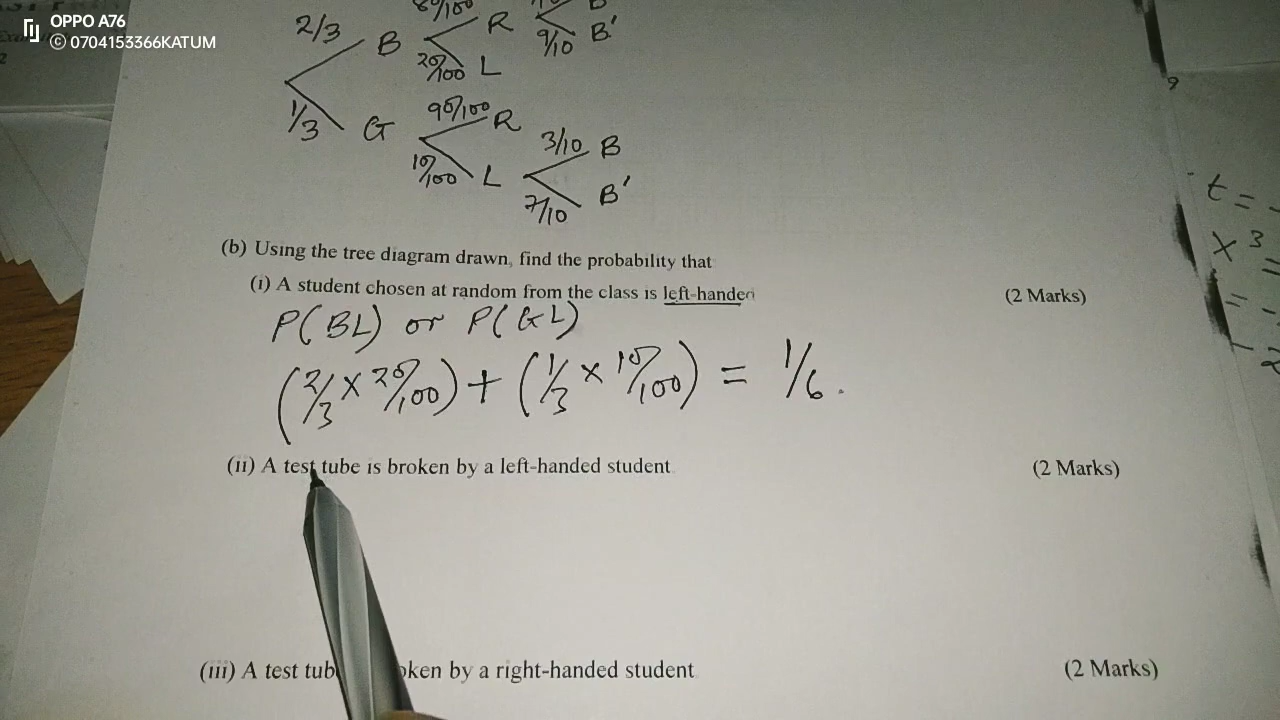 OPPO A76
© 0704153366KATUM
2/3 B 80/100 R B
9/10 B'
20/100 L
1/3 G 90/100 R
3/10 B
10/100 L
7/10 B'
t =
x³ =
(b) Using the tree diagram drawn, find the probability that
(i) A student chosen at random from the class is left-handed (2 Marks)
P(BL) or P(GL)
(2/3 x 20/100) + (1/3 x 10/100) = 1/6.
(ii) A test tube is broken by a left-handed student (2 Marks)
(iii) A test tub oken by a right-handed student (2 Marks)